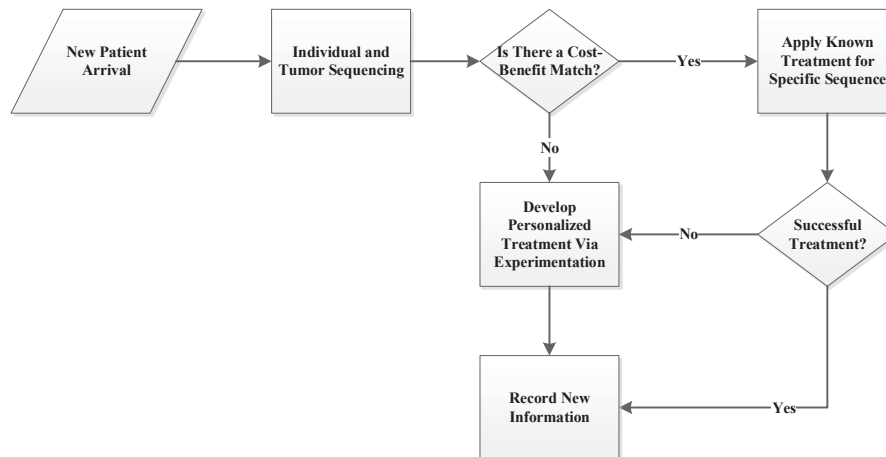 New Patient
Arrival
Individual and
Tumor Sequencing
Is There a Cost-
Benefit Match?
Yes
Apply Known
Treatment for
Specific Sequence
No
Develop
Personalized
Treatment Via
Experimentation
No
Successful
Treatment?
Record New
Information
Yes